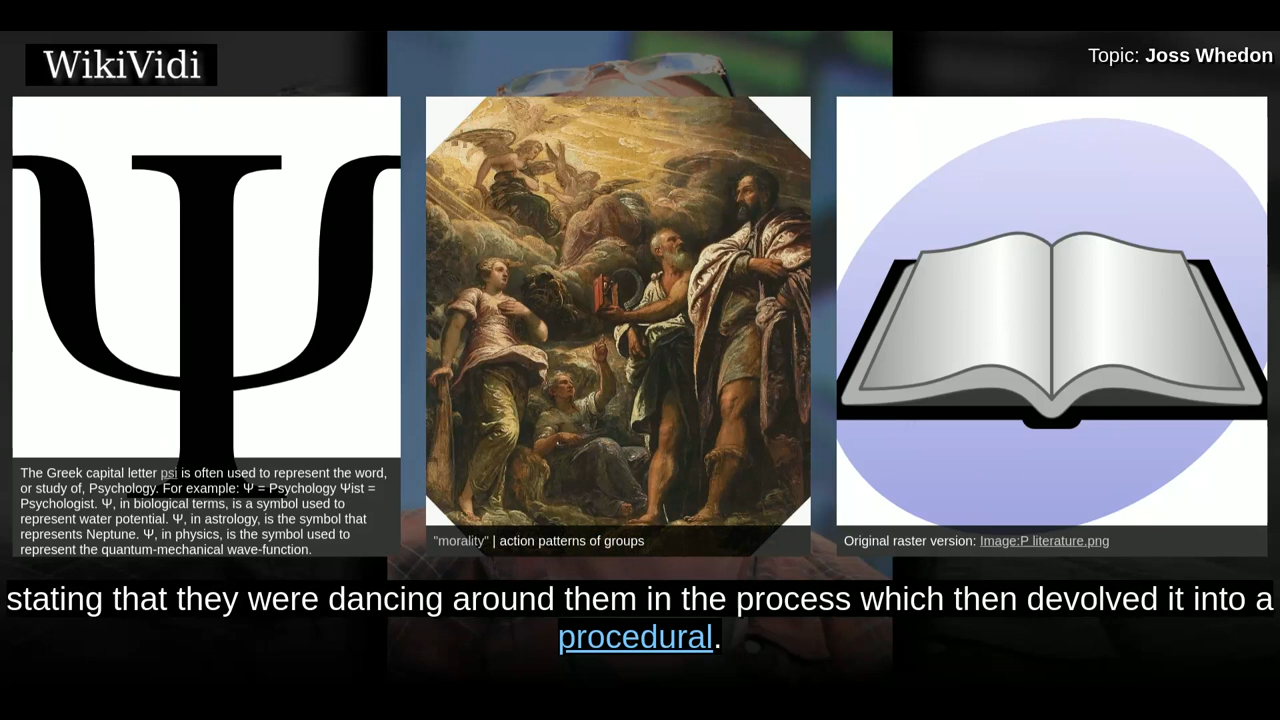 WikiVidi
Topic: Joss Whedon
Ψ
The Greek capital letter psi is often used to represent the word,
or study of, Psychology. For example: Ψ = Psychology Ψist =
Psychologist. Ψ, in biological terms, is a symbol used to
represent water potential. Ψ, in astrology, is the symbol that
represents Neptune. Ψ, in physics, is the symbol used to
represent the quantum-mechanical wave-function.
"morality" | action patterns of groups
Original raster version: Image:P literature.png
stating that they were dancing around them in the process which then devolved it into a
procedural.